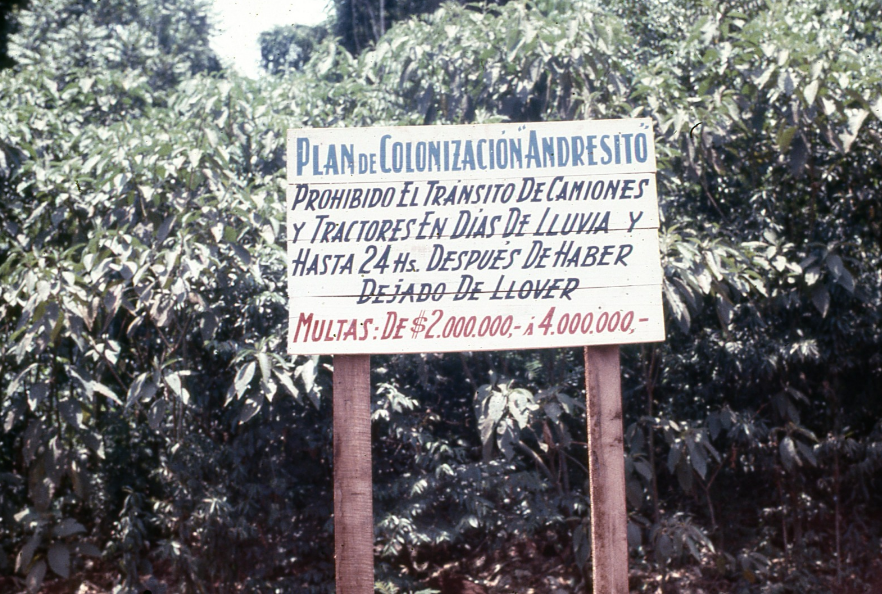 PLAN DE COLONIZACIÓN "ANDRESITO"
PROHIBIDO EL TRÁNSITO DE CAMIONES
Y TRACTORES EN DÍAS DE LLUVIA Y
HASTA 24 HS. DESPUÉS DE HABER
DEJADO DE LLOVER
MULTAS: DE $2.000.000,- Á 4.000.000,-